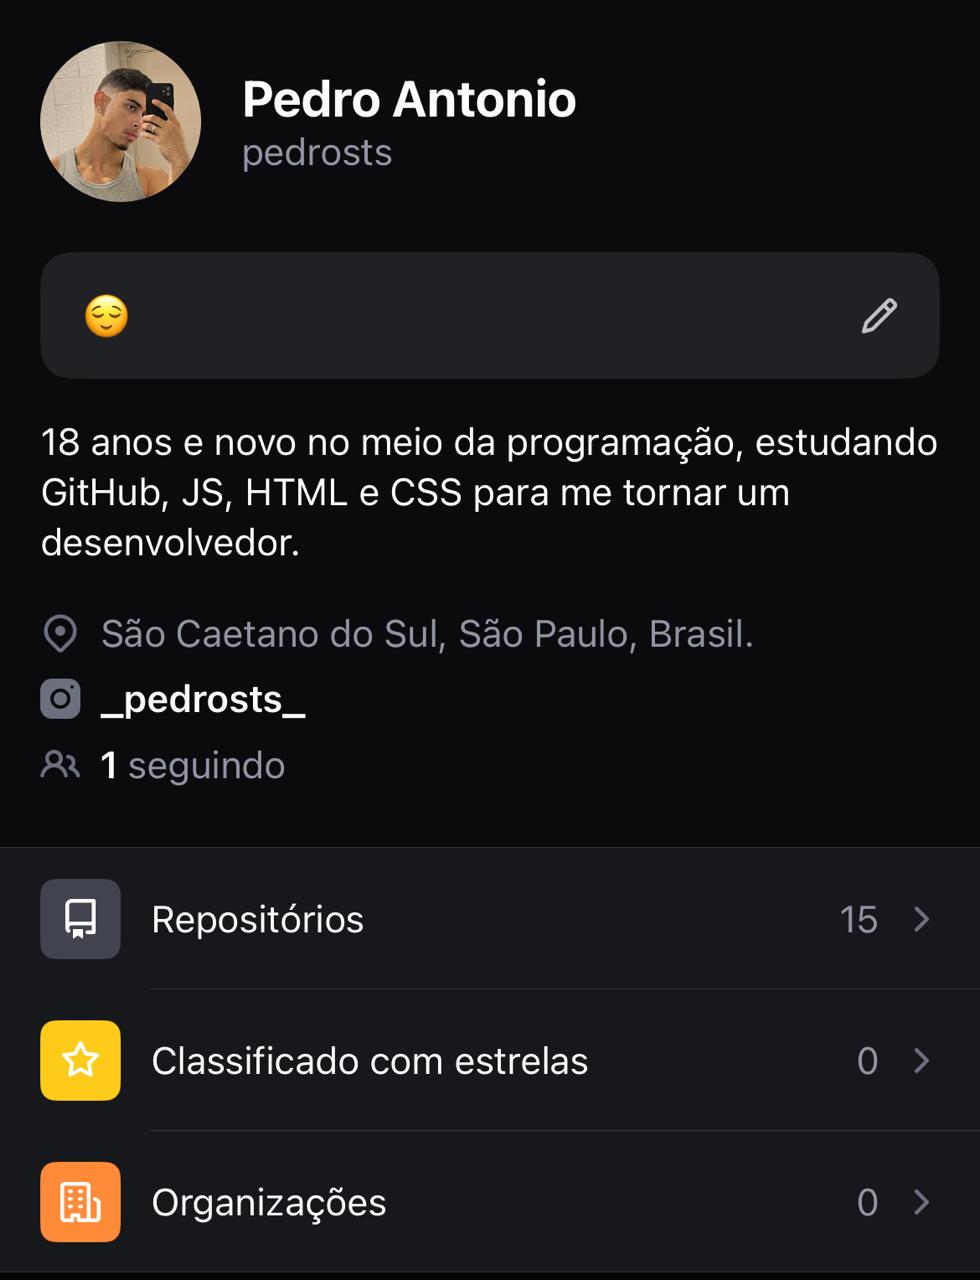 Pedro Antonio
pedrosts
😌
18 anos e novo no meio da programação, estudando
GitHub, JS, HTML e CSS para me tornar um
desenvolvedor.
São Caetano do Sul, São Paulo, Brasil.
_pedrosts_
1 seguindo
Repositórios 15
Classificado com estrelas 0
Organizações 0